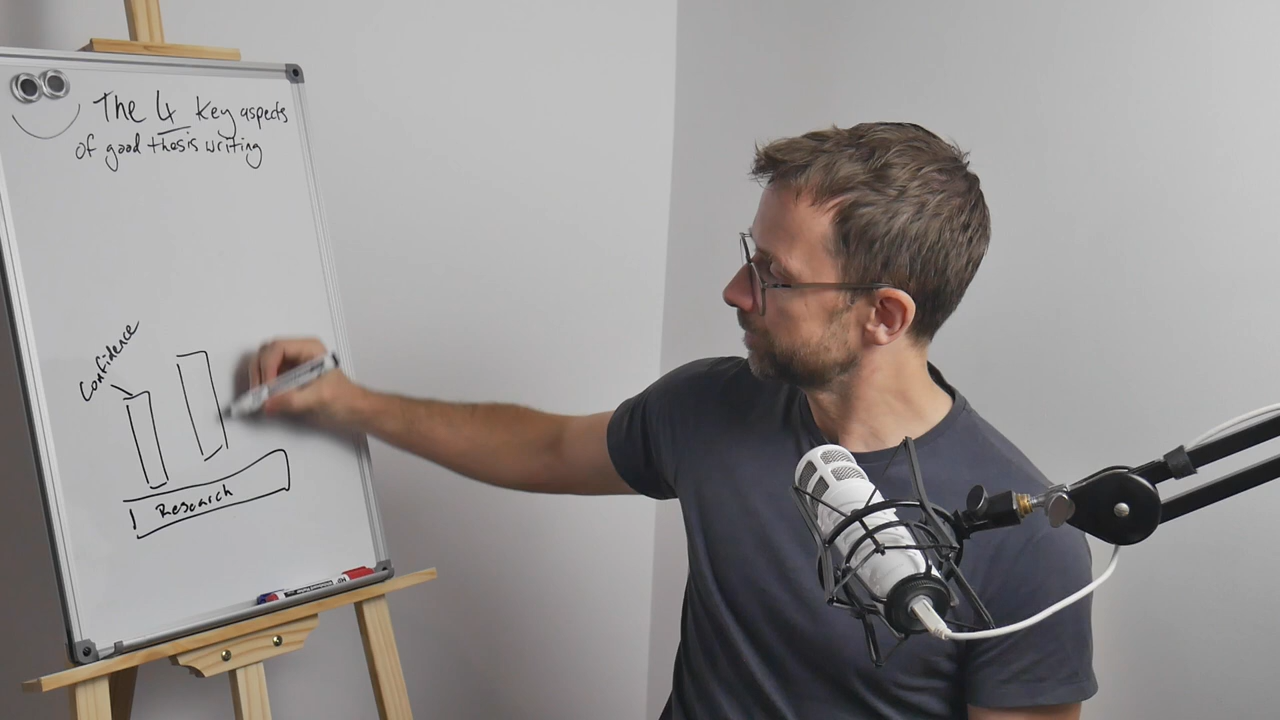 The 4 key aspects
of good thesis writing
Confidence
Research